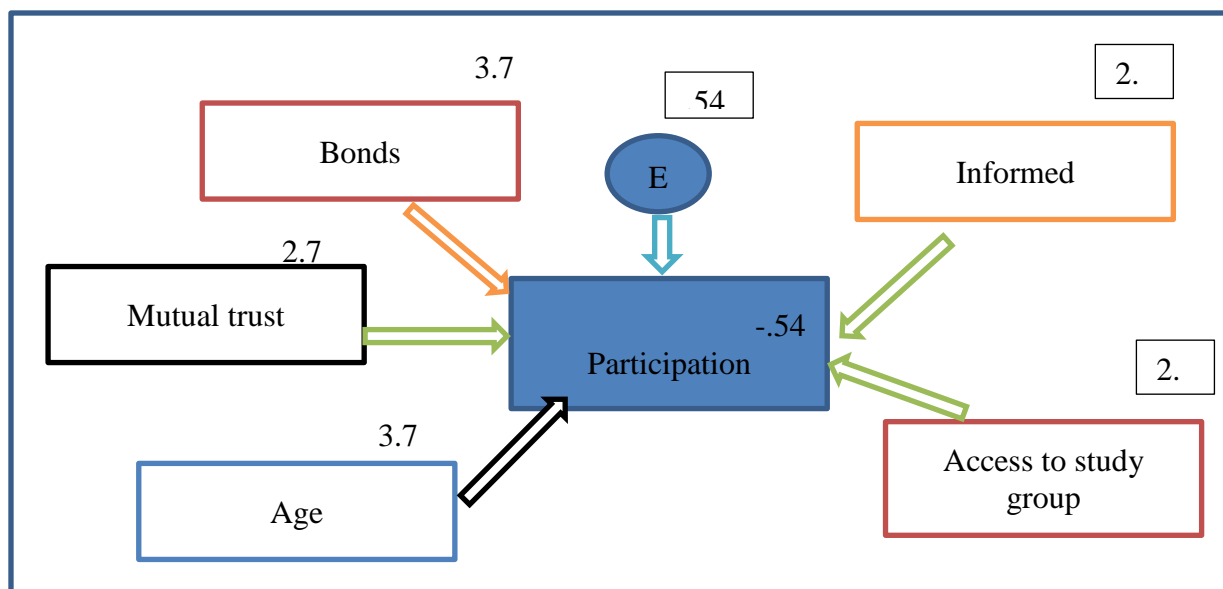 3.7
Bonds
54
E
2.
Informed
2.7
Mutual trust
-.54
Participation
3.7
Age
2.
Access to study
group